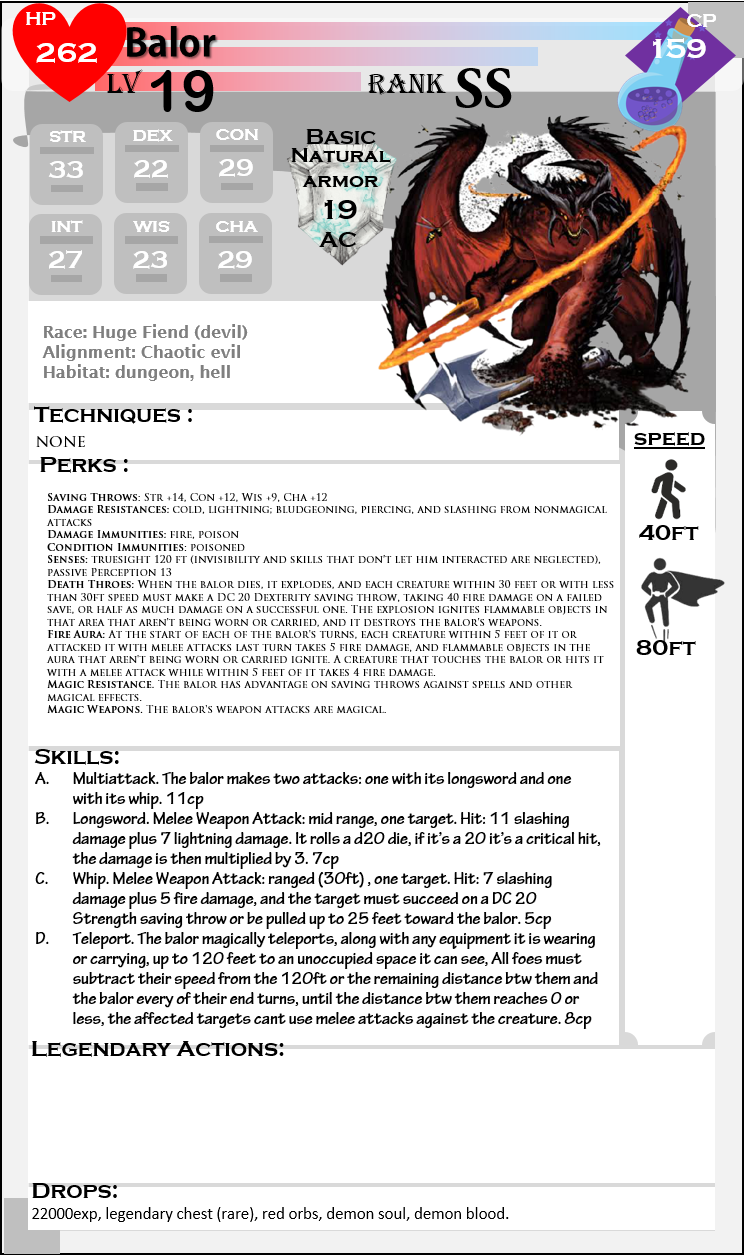 HP
262
Balor
CP
159
LV 19
RANK SS
STR
33
DEX
22
CON
29
INT
27
WIS
23
CHA
29
Basic
Natural
armor
19
AC
Race: Huge Fiend (devil)
Alignment: Chaotic evil
Habitat: dungeon, hell
Techniques :
none
Perks :
Saving Throws: Str +14, Con +12, Wis +9, Cha +12
Damage Resistances: cold, lightning; bludgeoning, piercing, and slashing from nonmagical
attacks
Damage Immunities: fire, poison
Condition Immunities: poisoned
Senses: truesight 120 ft (invisibility and skills that don't let him interacted are neglected),
passive Perception 13
Death Throes: When the balor dies, it explodes, and each creature within 30 feet or with less
than 30ft speed must make a DC 20 Dexterity saving throw, taking 40 fire damage on a failed
save, or half as much damage on a successful one. The explosion ignites flammable objects in
that area that aren't being worn or carried, and it destroys the balor's weapons.
Fire Aura: At the start of each of the balor's turns, each creature within 5 feet of it or
attacked it with melee attacks last turn takes 5 fire damage, and flammable objects in the
aura that aren't being worn or carried ignite. A creature that touches the balor or hits it
with a melee attack while within 5 feet of it takes 4 fire damage.
Magic Resistance. The balor has advantage on saving throws against spells and other
magical effects.
Magic Weapons. The balor's weapon attacks are magical.
speed
40ft
80ft
Skills:
A. Multiattack. The balor makes two attacks: one with its longsword and one
with its whip. 11cp
B. Longsword. Melee Weapon Attack: mid range, one target. Hit: 11 slashing
damage plus 7 lightning damage. It rolls a d20 die, if it's a 20 it's a critical hit,
the damage is then multiplied by 3. 7cp
C. Whip. Melee Weapon Attack: ranged (30ft) , one target. Hit: 7 slashing
damage plus 5 fire damage, and the target must succeed on a DC 20
Strength saving throw or be pulled up to 25 feet toward the balor. 5cp
D. Teleport. The balor magically teleports, along with any equipment it is wearing
or carrying, up to 120 feet to an unoccupied space it can see, All foes must
subtract their speed from the 120ft or the remaining distance btw them and
the balor every of their end turns, until the distance btw them reaches 0 or
less, the affected targets cant use melee attacks against the creature. 8cp
Legendary Actions:
Drops:
22000exp, legendary chest (rare), red orbs, demon soul, demon blood.